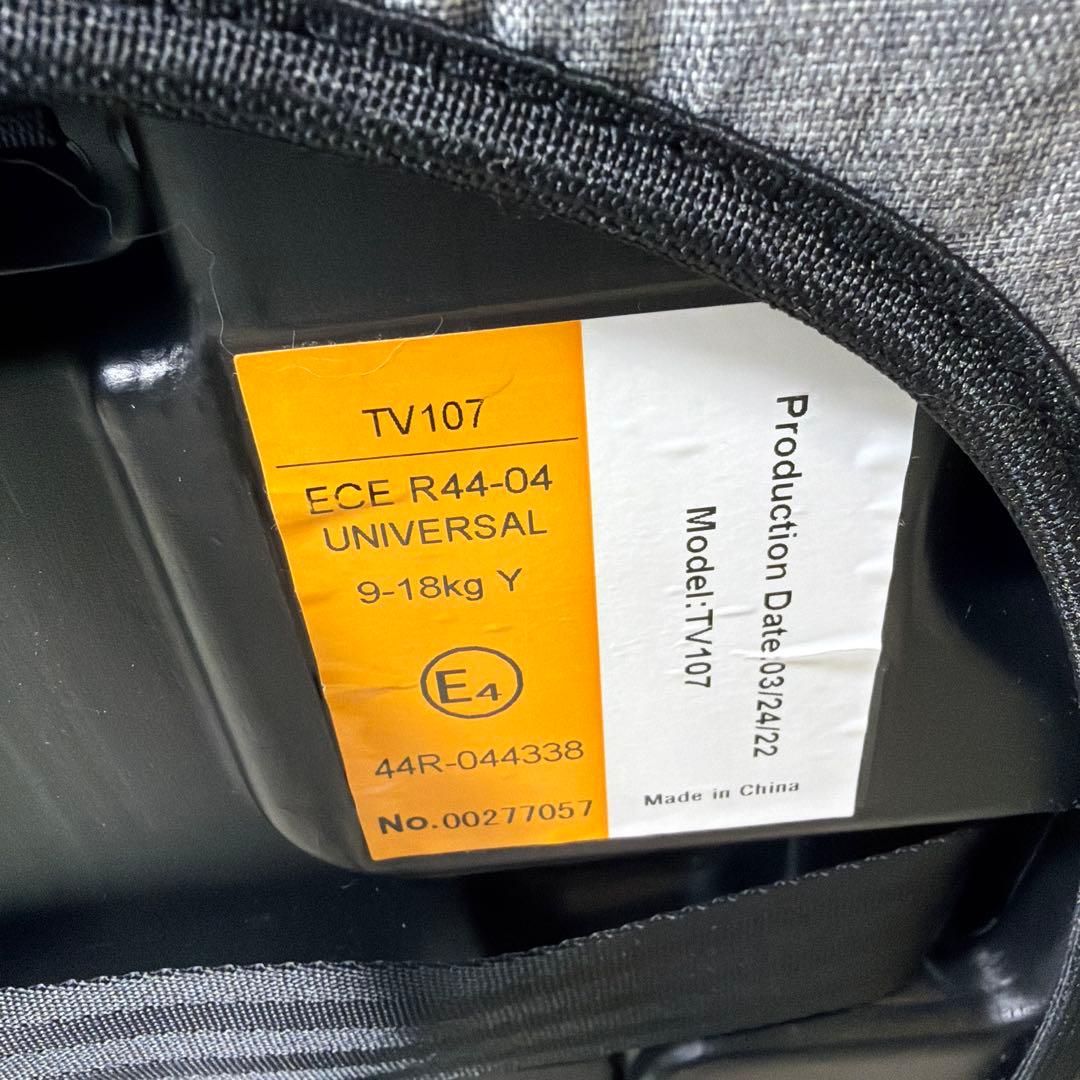 TV107
ECE R44-04
UNIVERSAL
9-18kg Y
E4
44R-044338
No.00277057
Production Date:03/24/22
Model:TV107
Made in China